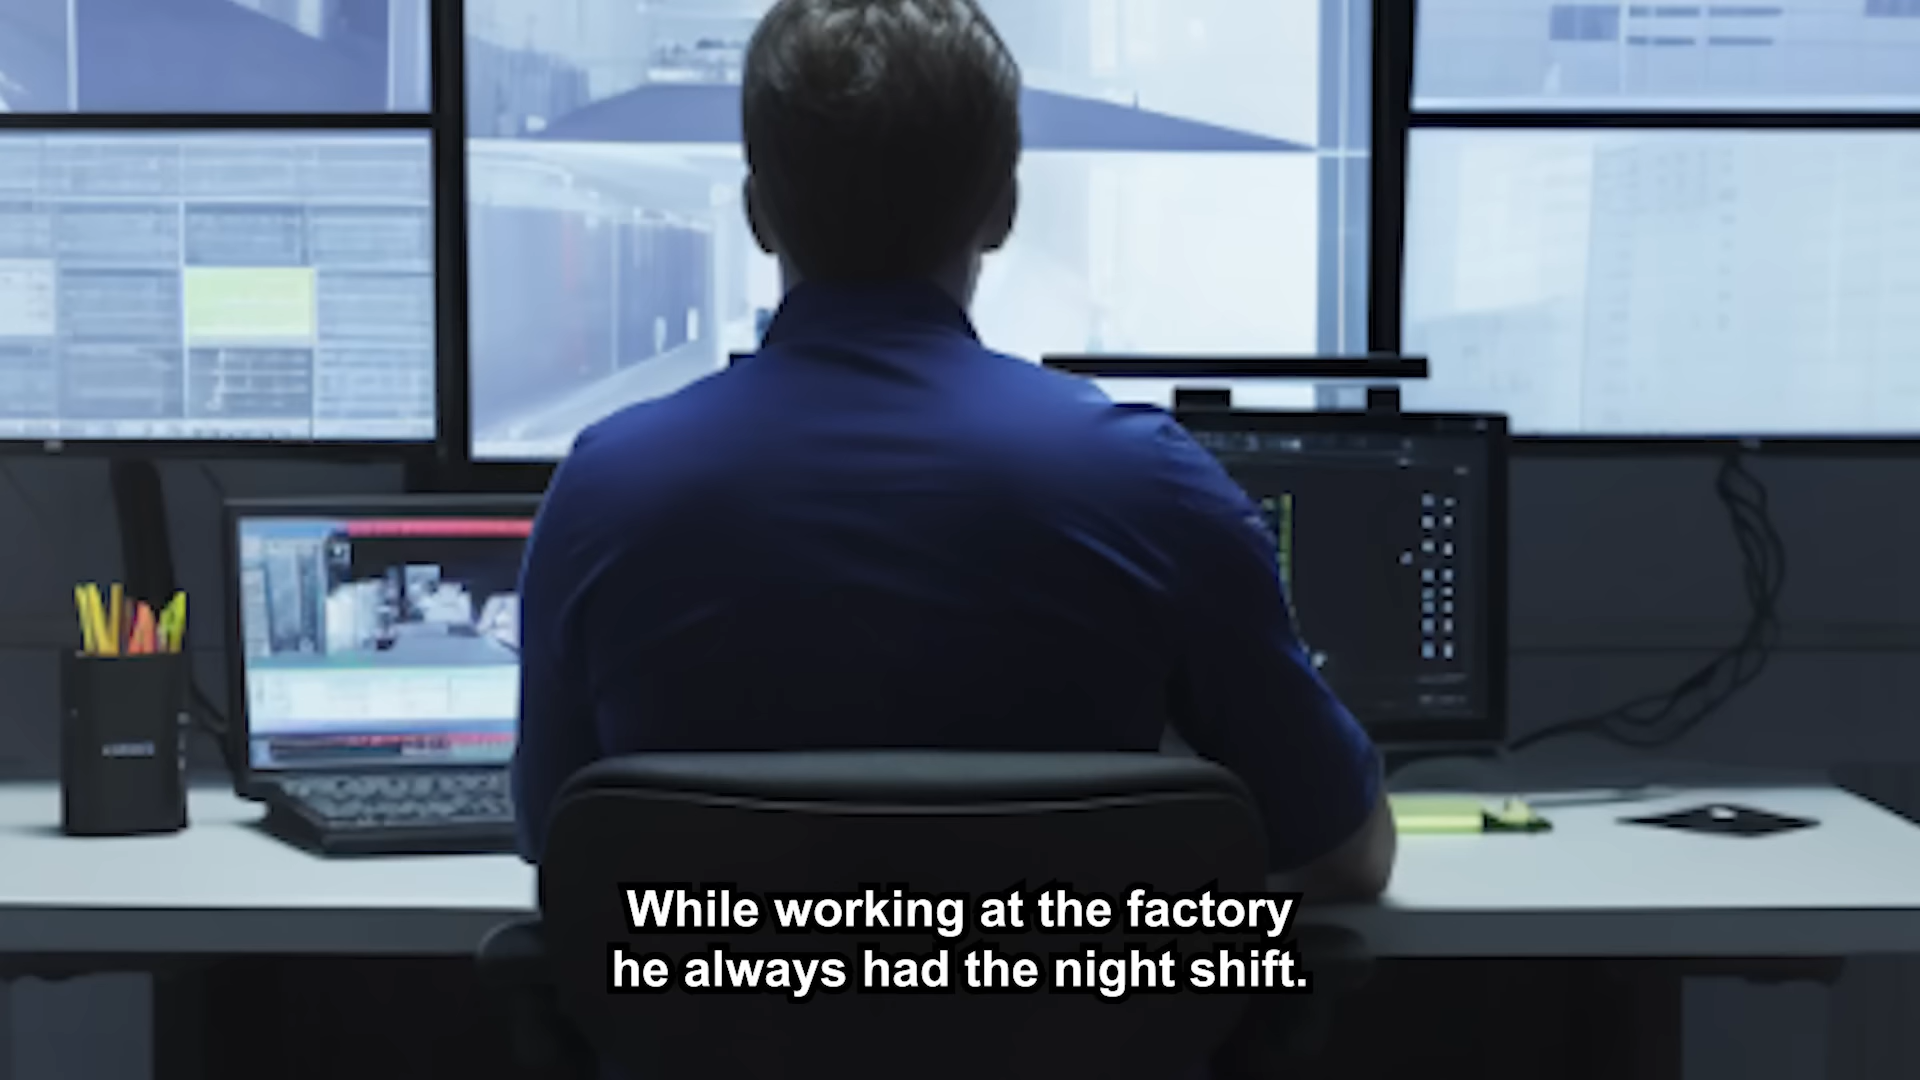 While working at the factory
he always had the night shift.